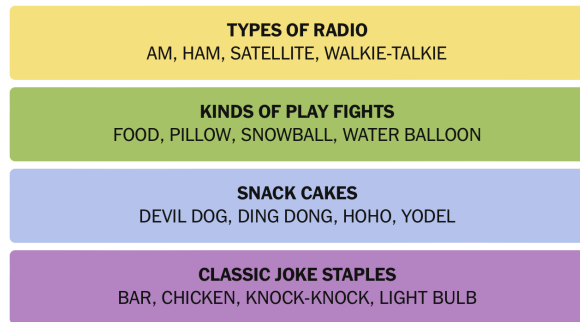 TYPES OF RADIO
AM, HAM, SATELLITE, WALKIE-TALKIE
KINDS OF PLAY FIGHTS
FOOD, PILLOW, SNOWBALL, WATER BALLOON
SNACK CAKES
DEVIL DOG, DING DONG, HOHO, YODEL
CLASSIC JOKE STAPLES
BAR, CHICKEN, KNOCK-KNOCK, LIGHT BULB